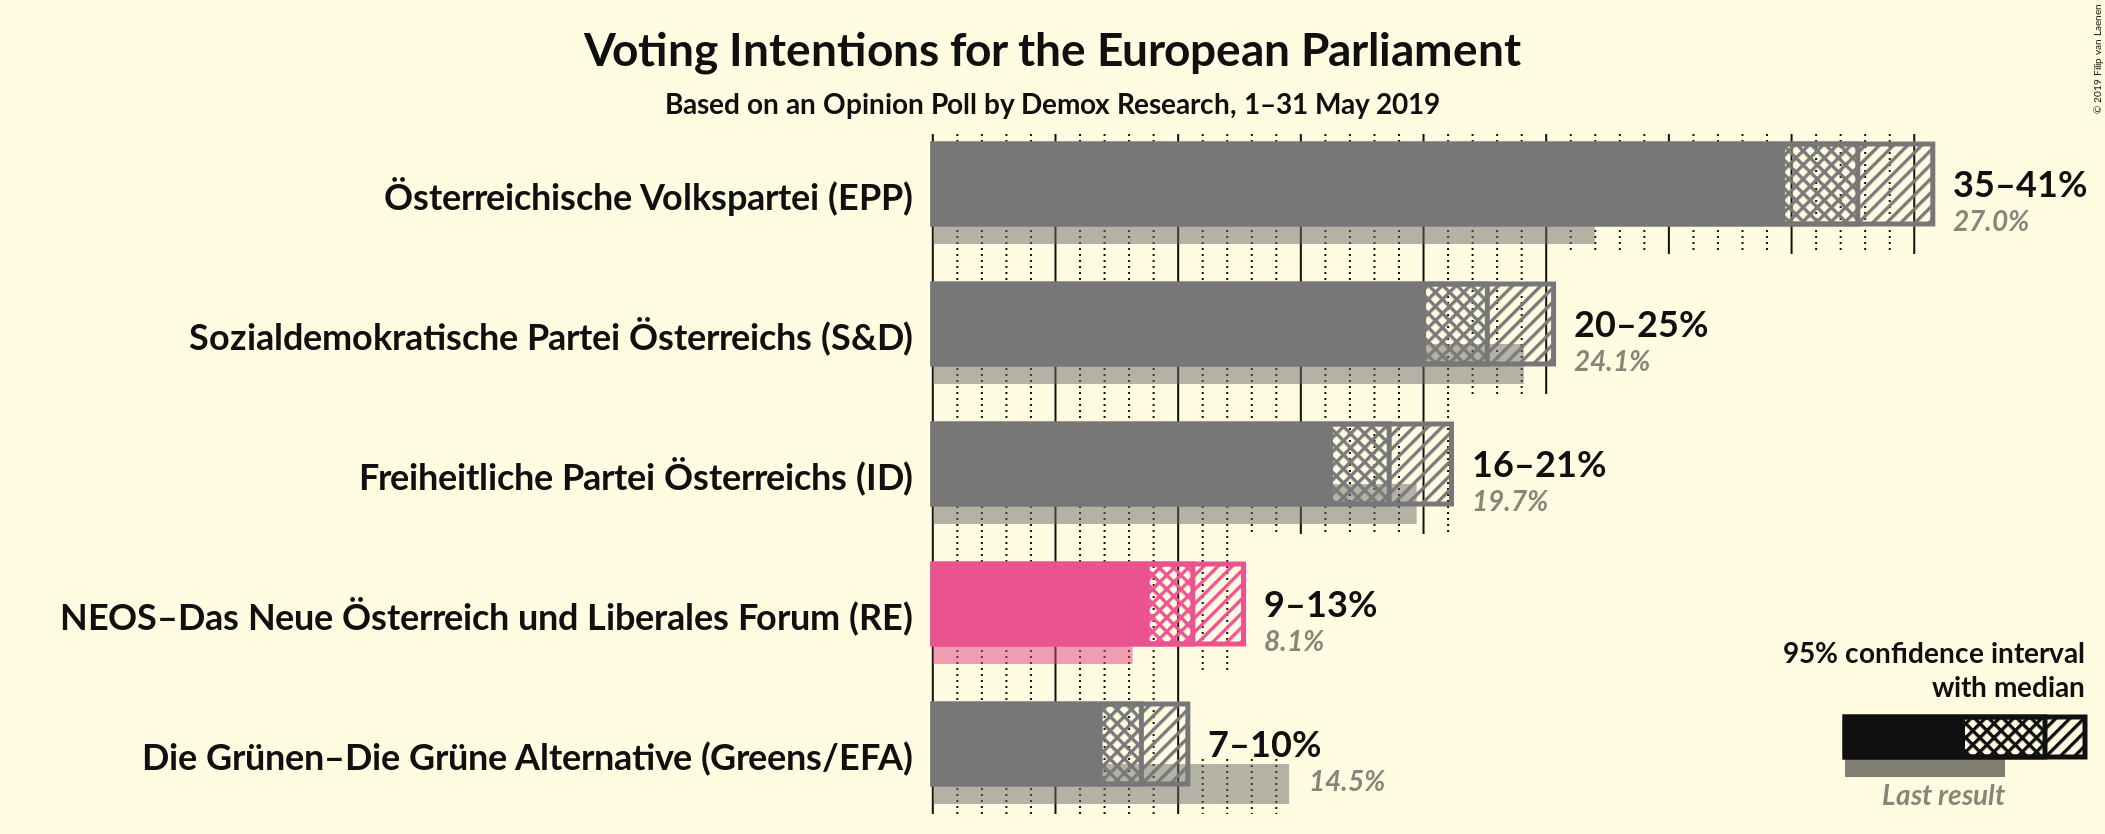 Voting Intentions for the European Parliament
Based on an Opinion Poll by Demox Research, 1–31 May 2019
© 2019 Filip van Laenen
Österreichische Volkspartei (EPP)
35–41%
27.0%
Sozialdemokratische Partei Österreichs (S&D)
20–25%
24.1%
Freiheitliche Partei Österreichs (ID)
16–21%
19.7%
NEOS–Das Neue Österreich und Liberales Forum (RE)
9–13%
8.1%
Die Grünen–Die Grüne Alternative (Greens/EFA)
7–10%
14.5%
95% confidence interval
with median
Last result